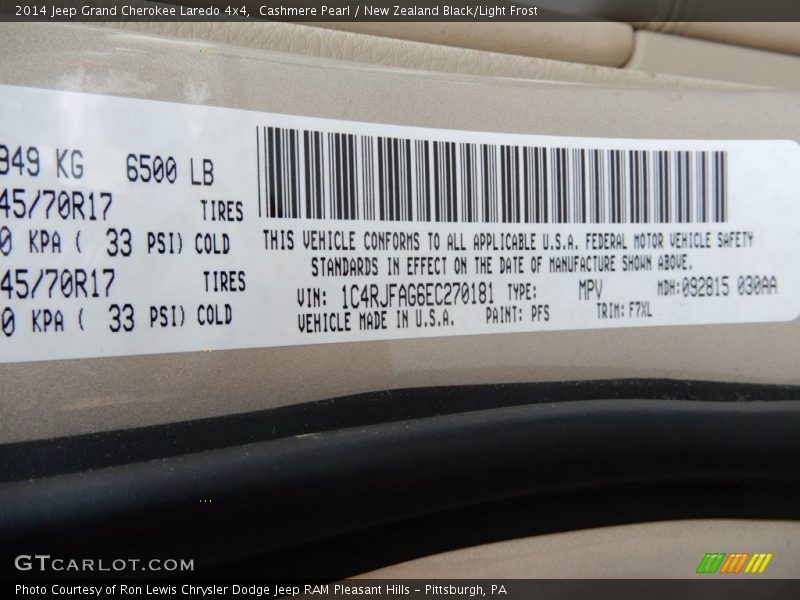 2014 Jeep Grand Cherokee Laredo 4x4, Cashmere Pearl / New Zealand Black/Light Frost
949 KG 6500 LB
45/70R17 TIRES
0 KPA ( 33 PSI) COLD
45/70R17 TIRES
0 KPA ( 33 PSI) COLD
THIS VEHICLE CONFORMS TO ALL APPLICABLE U.S.A. FEDERAL MOTOR VEHICLE SAFETY
STANDARDS IN EFFECT ON THE DATE OF MANUFACTURE SHOWN ABOVE.
VIN: 1C4RJFAG6EC270181 TYPE: MPV MDH:092815 030AA
VEHICLE MADE IN U.S.A. PAINT: PFS TRIM: F7XL
GTCARLOT.COM
Photo Courtesy of Ron Lewis Chrysler Dodge Jeep RAM Pleasant Hills - Pittsburgh, PA